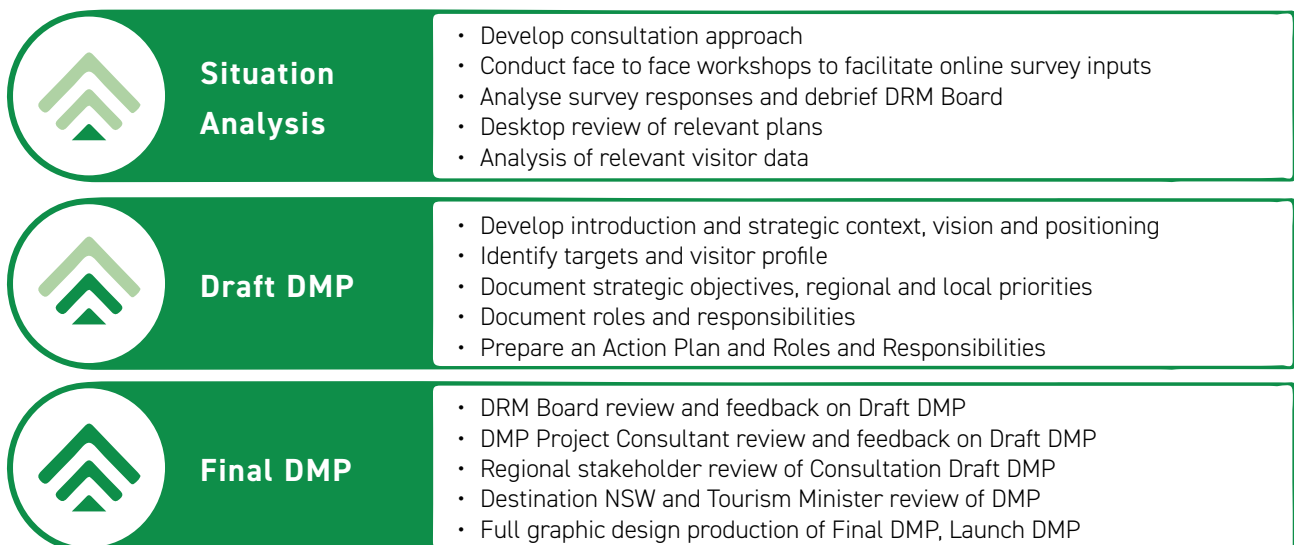 Situation
Analysis
• Develop consultation approach
• Conduct face to face workshops to facilitate online survey inputs
• Analyse survey responses and debrief DRM Board
• Desktop review of relevant plans
• Analysis of relevant visitor data
Draft DMP
• Develop introduction and strategic context, vision and positioning
• Identify targets and visitor profile
• Document strategic objectives, regional and local priorities
• Document roles and responsibilities
• Prepare an Action Plan and Roles and Responsibilities
Final DMP
• DRM Board review and feedback on Draft DMP
• DMP Project Consultant review and feedback on Draft DMP
• Regional stakeholder review of Consultation Draft DMP
• Destination NSW and Tourism Minister review of DMP
• Full graphic design production of Final DMP, Launch DMP